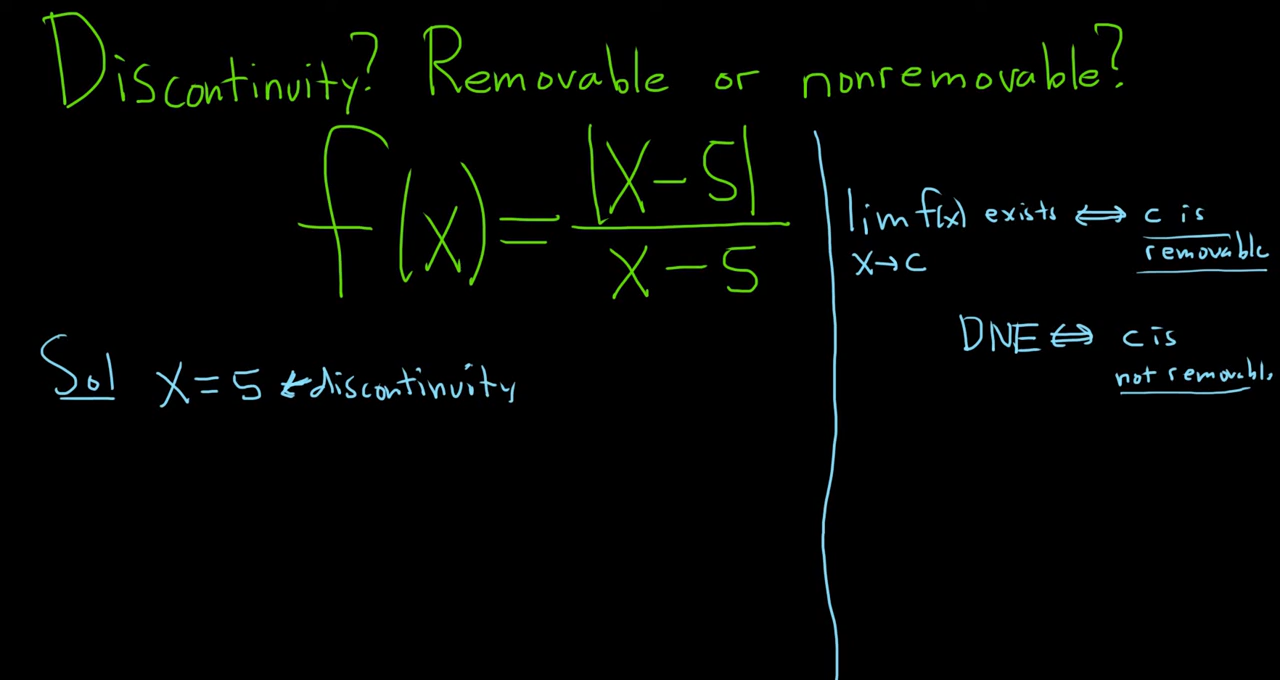 Discontinuity? Removable or nonremovable?
f(x) = |x-5| / x-5
lim f(x) exists ⟺ c is
x→c removable
DNE ⟺ c is
not removable
Sol x = 5 ← discontinuity